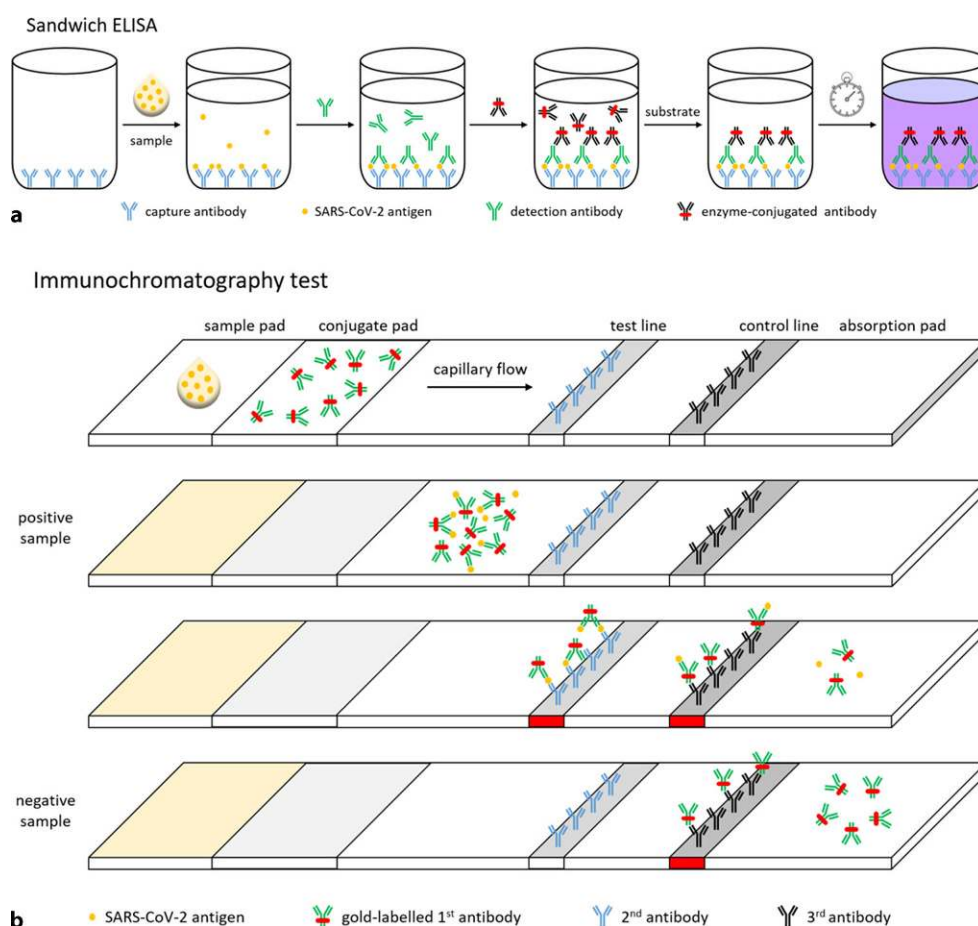 Sandwich ELISA
sample
substrate
capture antibody
SARS-CoV-2 antigen
detection antibody
enzyme-conjugated antibody
a
Immunochromatography test
sample pad
conjugate pad
test line
control line
absorption pad
capillary flow
positive
sample
negative
sample
b
SARS-CoV-2 antigen
gold-labelled 1st antibody
2nd antibody
3rd antibody